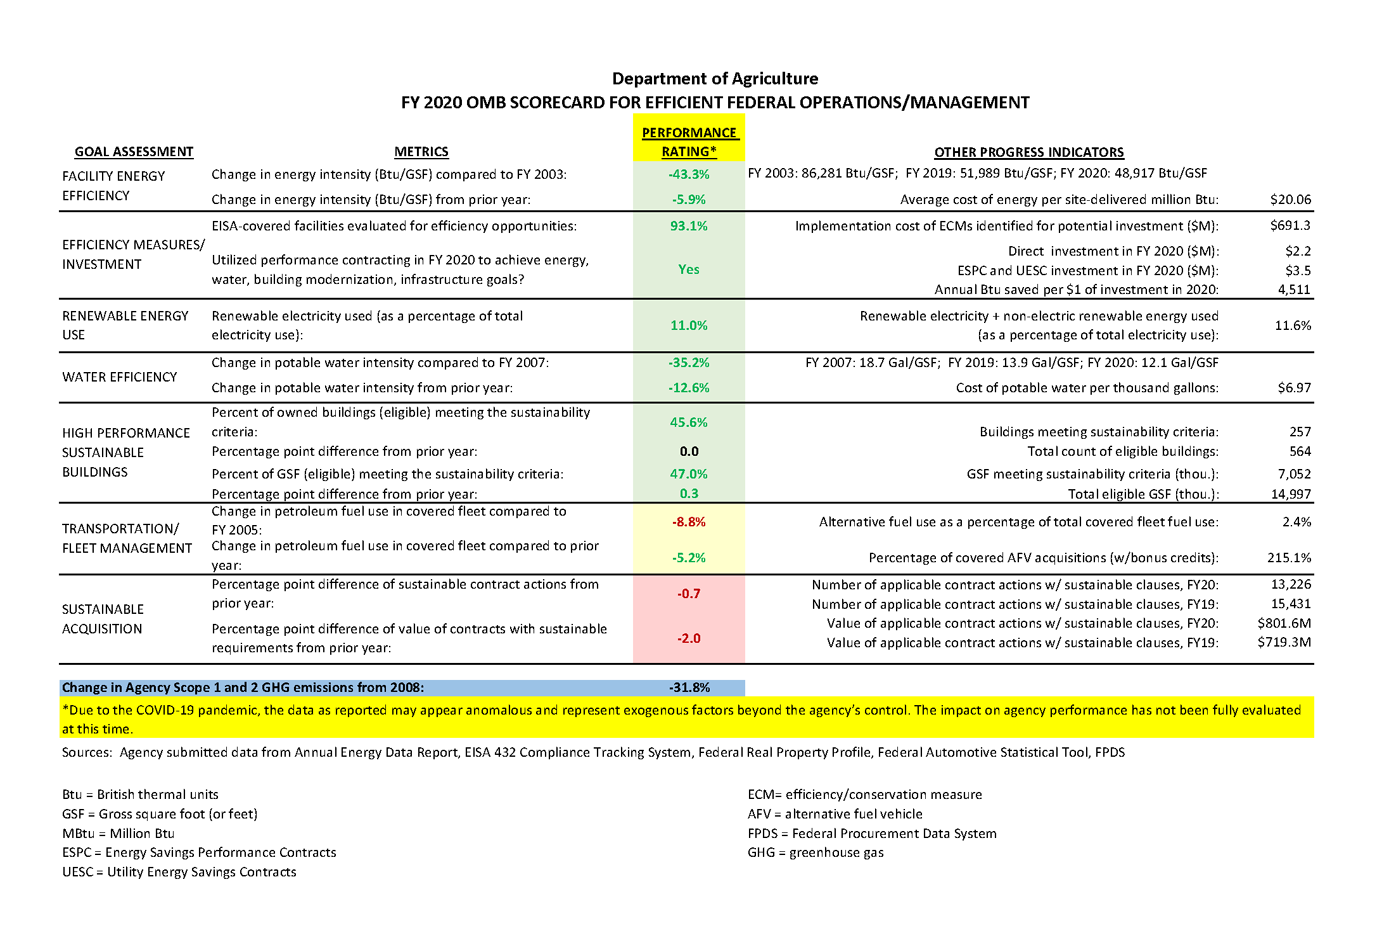 Department of Agriculture
FY 2020 OMB SCORECARD FOR EFFICIENT FEDERAL OPERATIONS/MANAGEMENT
GOAL ASSESSMENT METRICS PERFORMANCE RATING* OTHER PROGRESS INDICATORS
FACILITY ENERGY
EFFICIENCY
Change in energy intensity (Btu/GSF) compared to FY 2003: -43.3% FY 2003: 86,281 Btu/GSF;  FY 2019: 51,989 Btu/GSF; FY 2020: 48,917 Btu/GSF
Change in energy intensity (Btu/GSF) from prior year: -5.9% Average cost of energy per site-delivered million Btu: $20.06
EFFICIENCY MEASURES/
INVESTMENT
EISA-covered facilities evaluated for efficiency opportunities: 93.1% Implementation cost of ECMs identified for potential investment ($M): $691.3
Utilized performance contracting in FY 2020 to achieve energy,
water, building modernization, infrastructure goals?
Yes
Direct  investment in FY 2020 ($M): $2.2
ESPC and UESC investment in FY 2020 ($M): $3.5
Annual Btu saved per $1 of investment in 2020: 4,511
RENEWABLE ENERGY
USE
Renewable electricity used (as a percentage of total
electricity use):
11.0%
Renewable electricity + non-electric renewable energy used
(as a percentage of total electricity use):
11.6%
WATER EFFICIENCY
Change in potable water intensity compared to FY 2007: -35.2% FY 2007: 18.7 Gal/GSF;  FY 2019: 13.9 Gal/GSF; FY 2020: 12.1 Gal/GSF
Change in potable water intensity from prior year: -12.6% Cost of potable water per thousand gallons: $6.97
HIGH PERFORMANCE
SUSTAINABLE
BUILDINGS
Percent of owned buildings (eligible) meeting the sustainability
criteria:
45.6%
Buildings meeting sustainability criteria: 257
Percentage point difference from prior year: 0.0 Total count of eligible buildings: 564
Percent of GSF (eligible) meeting the sustainability criteria: 47.0% GSF meeting sustainability criteria (thou.): 7,052
Percentage point difference from prior year: 0.3 Total eligible GSF (thou.): 14,997
TRANSPORTATION/
FLEET MANAGEMENT
Change in petroleum fuel use in covered fleet compared to
FY 2005:
-8.8%
Alternative fuel use as a percentage of total covered fleet fuel use: 2.4%
Change in petroleum fuel use in covered fleet compared to prior
year:
-5.2%
Percentage of covered AFV acquisitions (w/bonus credits): 215.1%
SUSTAINABLE
ACQUISITION
Percentage point difference of sustainable contract actions from
prior year:
-0.7
Number of applicable contract actions w/ sustainable clauses, FY20: 13,226
Number of applicable contract actions w/ sustainable clauses, FY19: 15,431
Percentage point difference of value of contracts with sustainable
requirements from prior year:
-2.0
Value of applicable contract actions w/ sustainable clauses, FY20: $801.6M
Value of applicable contract actions w/ sustainable clauses, FY19: $719.3M
Change in Agency Scope 1 and 2 GHG emissions from 2008: -31.8%
*Due to the COVID-19 pandemic, the data as reported may appear anomalous and represent exogenous factors beyond the agency's control. The impact on agency performance has not been fully evaluated
at this time.
Sources:  Agency submitted data from Annual Energy Data Report, EISA 432 Compliance Tracking System, Federal Real Property Profile, Federal Automotive Statistical Tool, FPDS
Btu = British thermal units
GSF = Gross square foot (or feet)
MBtu = Million Btu
ESPC = Energy Savings Performance Contracts
UESC = Utility Energy Savings Contracts
ECM= efficiency/conservation measure
AFV = alternative fuel vehicle
FPDS = Federal Procurement Data System
GHG = greenhouse gas